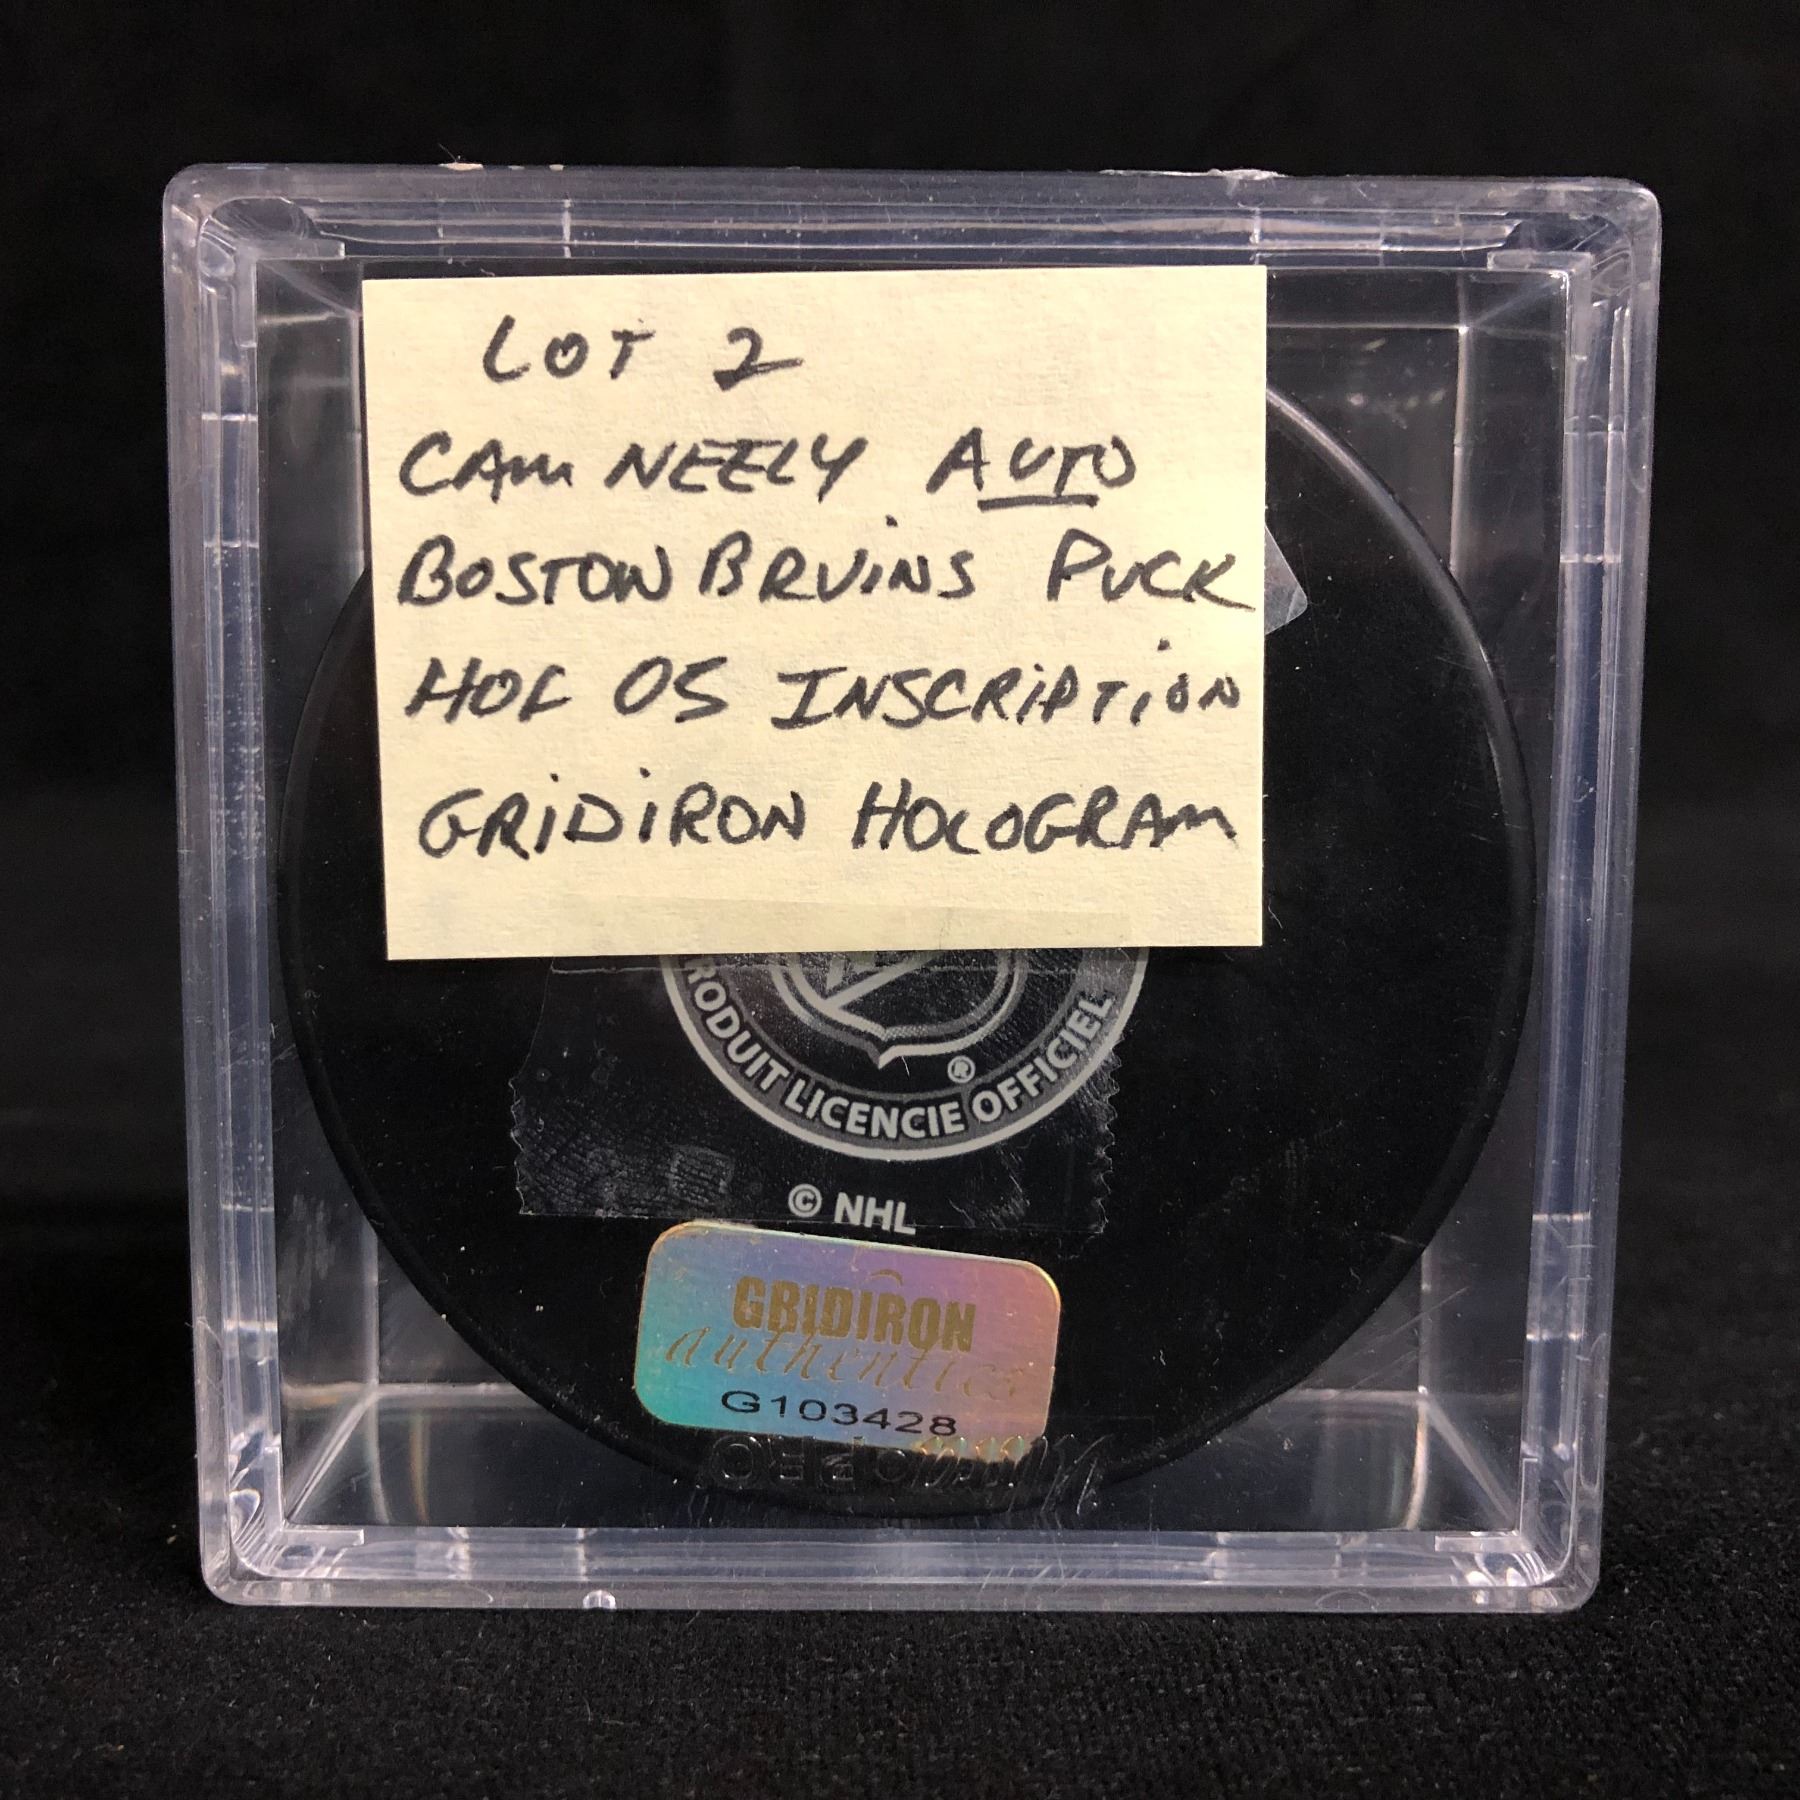 LOT 2
CAM NEELY AUTO
BOSTON BRUINS PUCK
HOF 05 INSCRIPTION
GRIDIRON HOLOGRAM
RODUIT LICENCIE OFFICIEL
®
© NHL
GRIDIRON
authentics
G103428